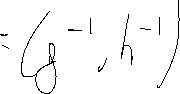 = (g⁻¹, h⁻¹)